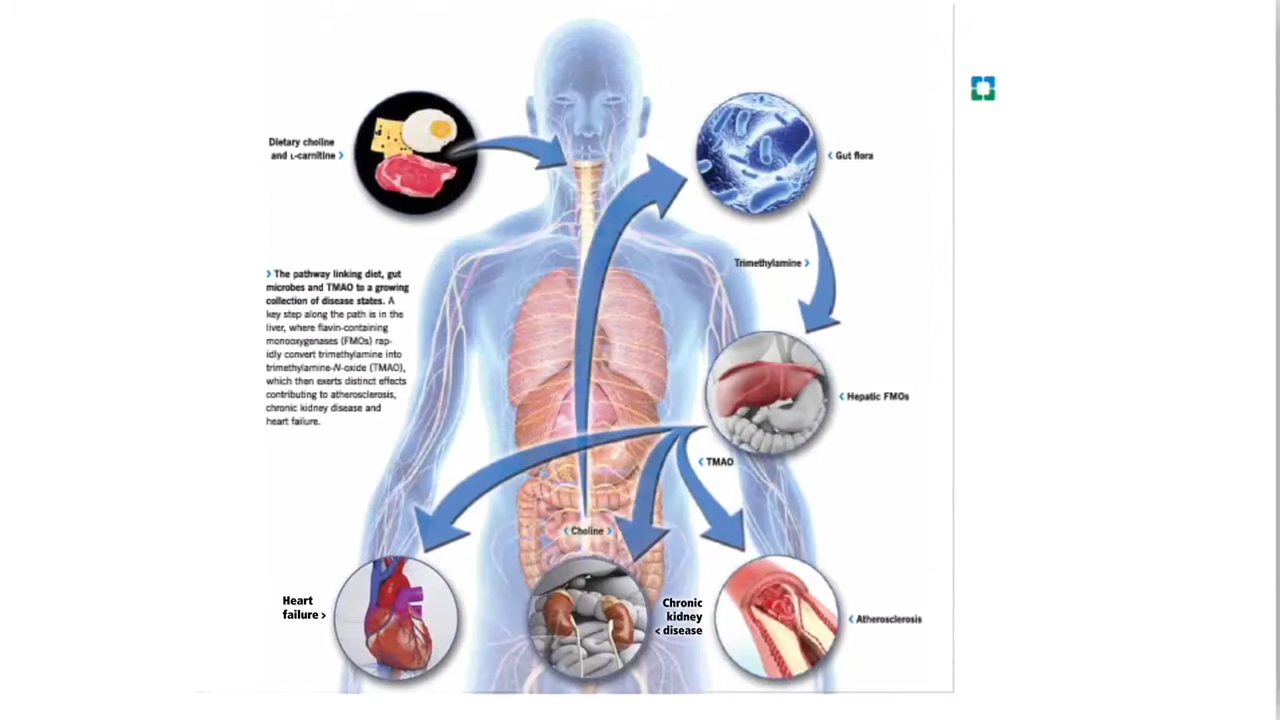 Dietary choline
and L-carnitine >
< Gut flora
Trimethylamine >
> The pathway linking diet, gut
microbes and TMAO to a growing
collection of disease states. A
key step along the path is in the
liver, where flavin-containing
monooxygenases (FMOs) rap-
idly convert trimethylamine into
trimethylamine-N-oxide (TMAO),
which then exerts distinct effects
contributing to atherosclerosis,
chronic kidney disease and
heart failure.
< Hepatic FMOs
< TMAO
< Choline >
Heart
failure >
Chronic
kidney
< disease
< Atherosclerosis